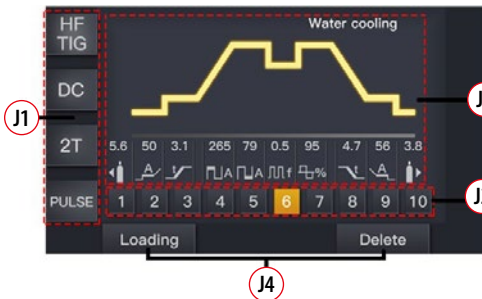 HF
TIG
Water cooling
DC
J1
J
2T
5.6 50 3.1 265 79 0.5 95 4.7 56 3.8
A A A f % A
PULSE 1 2 3 4 5 6 7 8 9 10
J
Loading Delete
J4